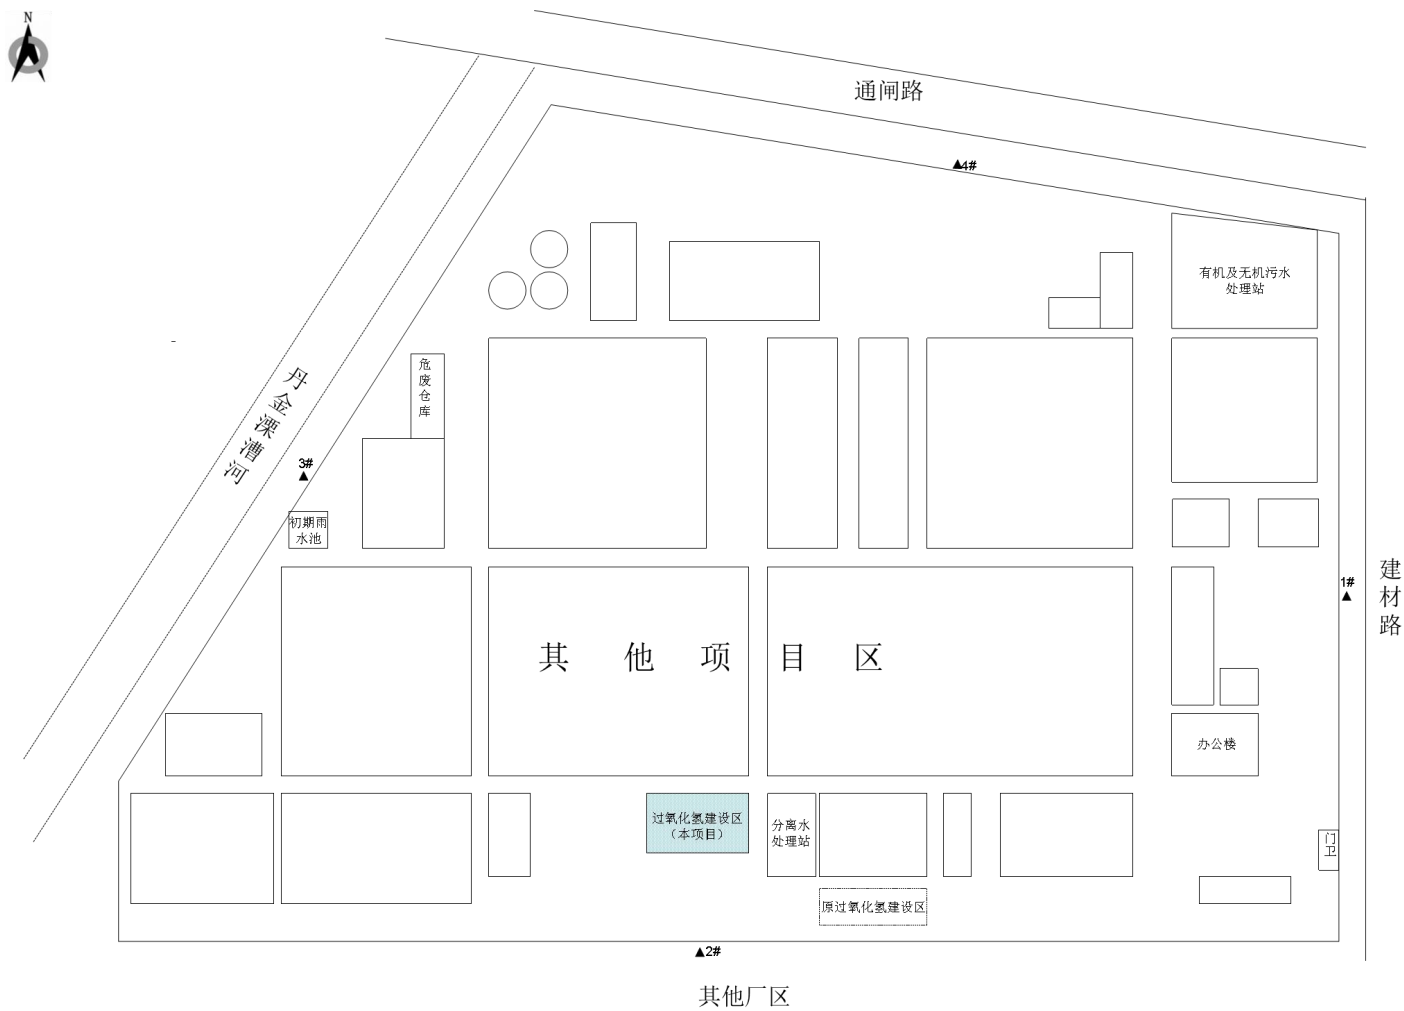 N
通闸路
▲4#
有机及无机污水
处理站
危废仓库
丹金溧漕河
3#
▲
初期雨
水池
1#
▲
建材路
其他项目区
办公楼
过氧化氢建设区
（本项目）
分离水
处理站
门卫
原过氧化氢建设区
▲2#
其他厂区